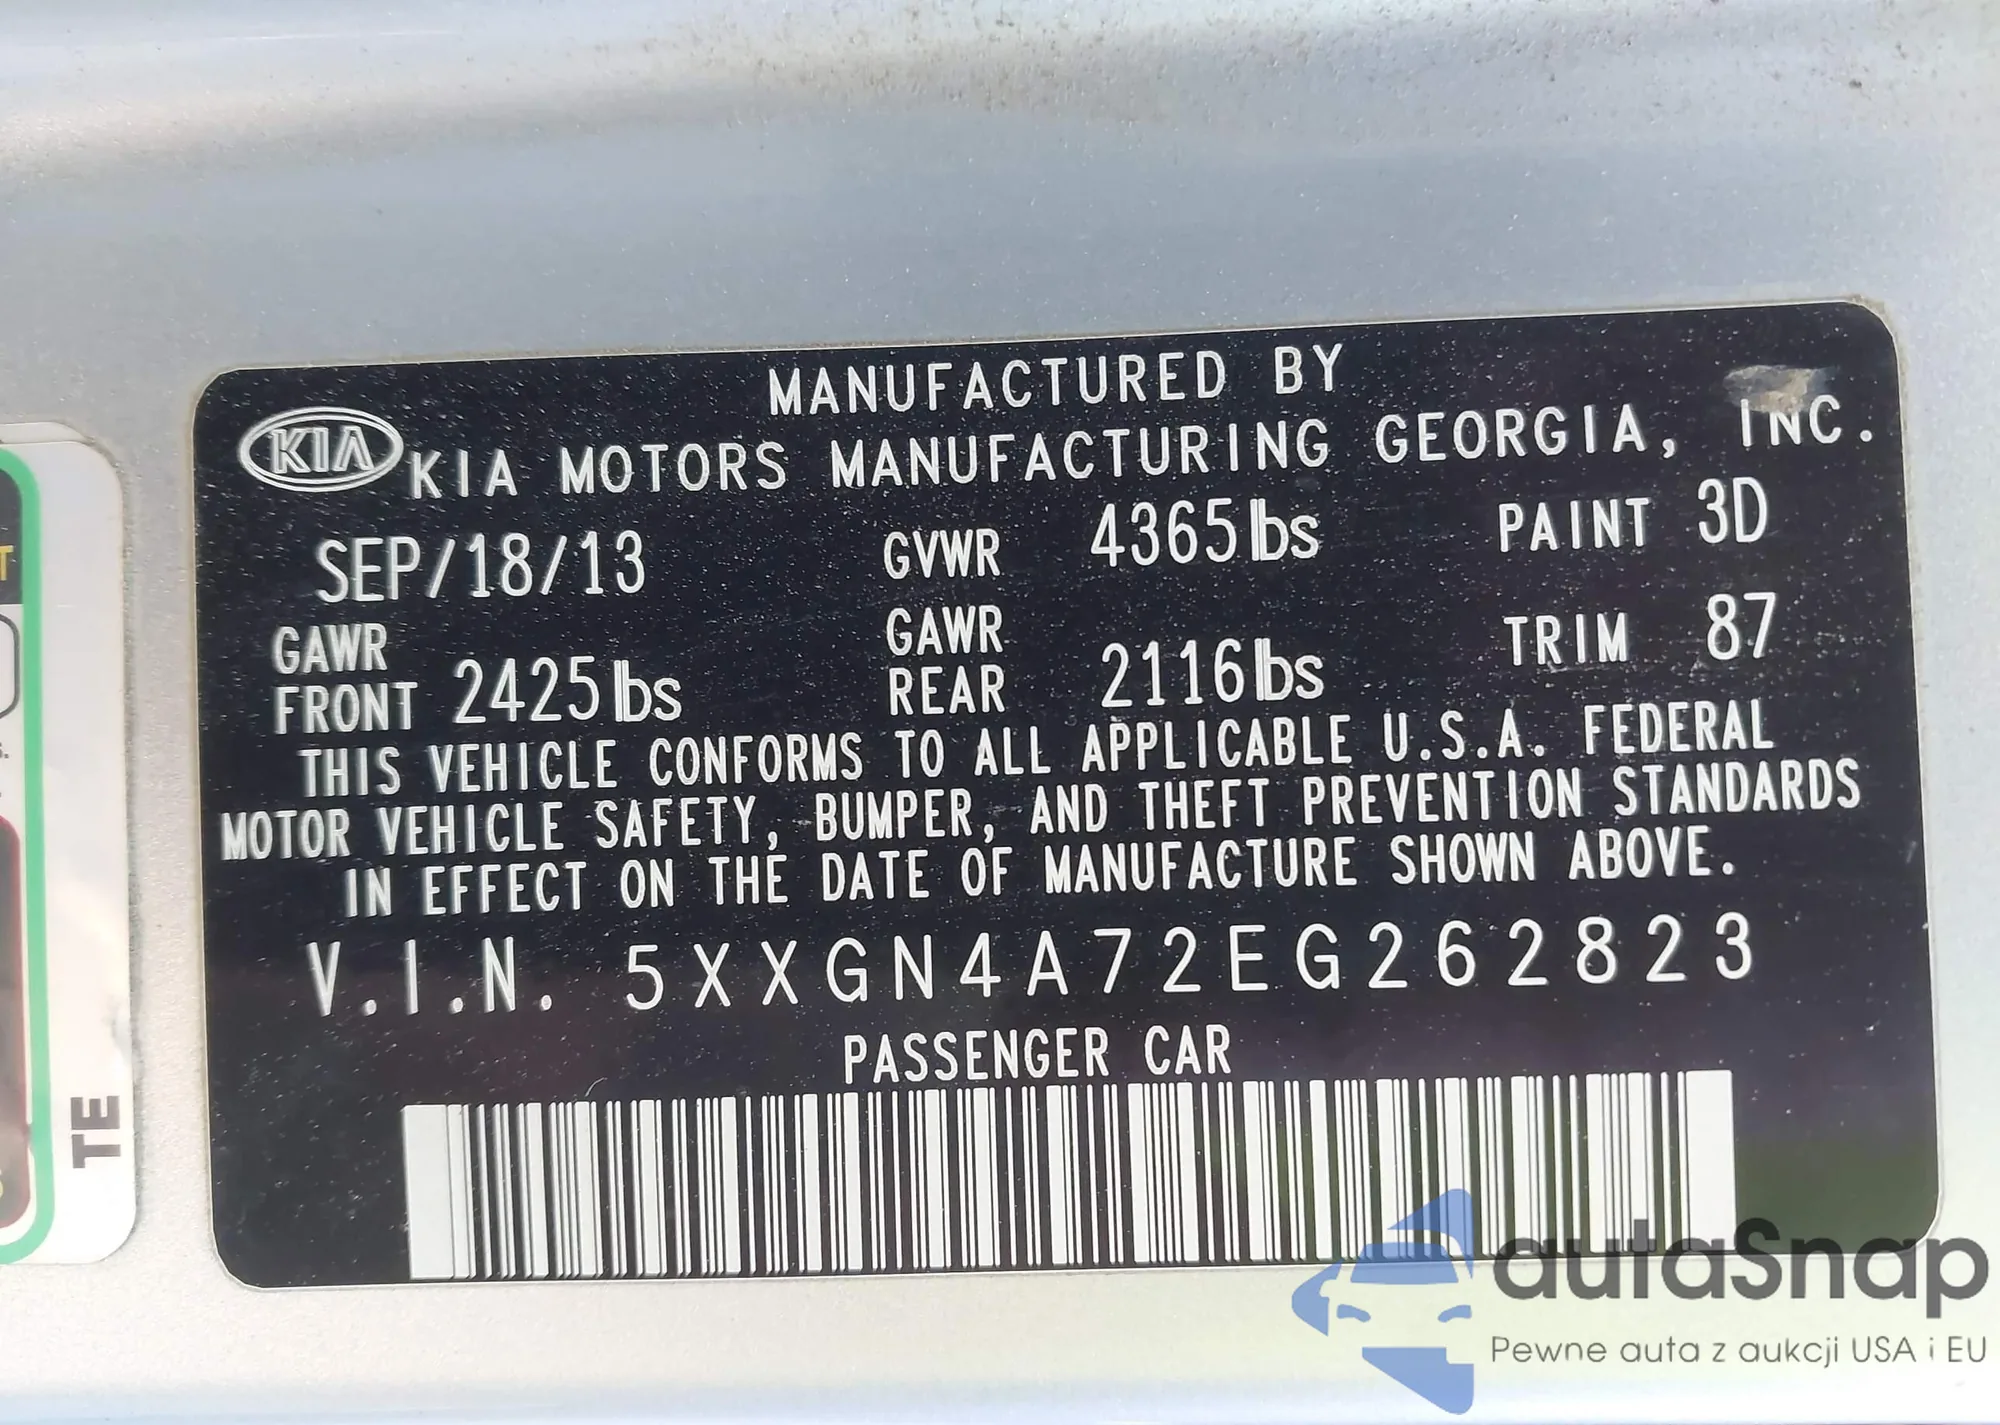 MANUFACTURED BY
KIA KIA MOTORS MANUFACTURING GEORGIA, INC.
SEP/18/13 GVWR 4365lbs PAINT 3D
GAWR FRONT 2425lbs GAWR REAR 2116lbs TRIM 87
THIS VEHICLE CONFORMS TO ALL APPLICABLE U.S.A. FEDERAL
MOTOR VEHICLE SAFETY, BUMPER, AND THEFT PREVENTION STANDARDS
IN EFFECT ON THE DATE OF MANUFACTURE SHOWN ABOVE.
V.I.N. 5XXGN4A72EG262823
PASSENGER CAR
TE
autaSnap
Pewne auta z aukcji USA i EU